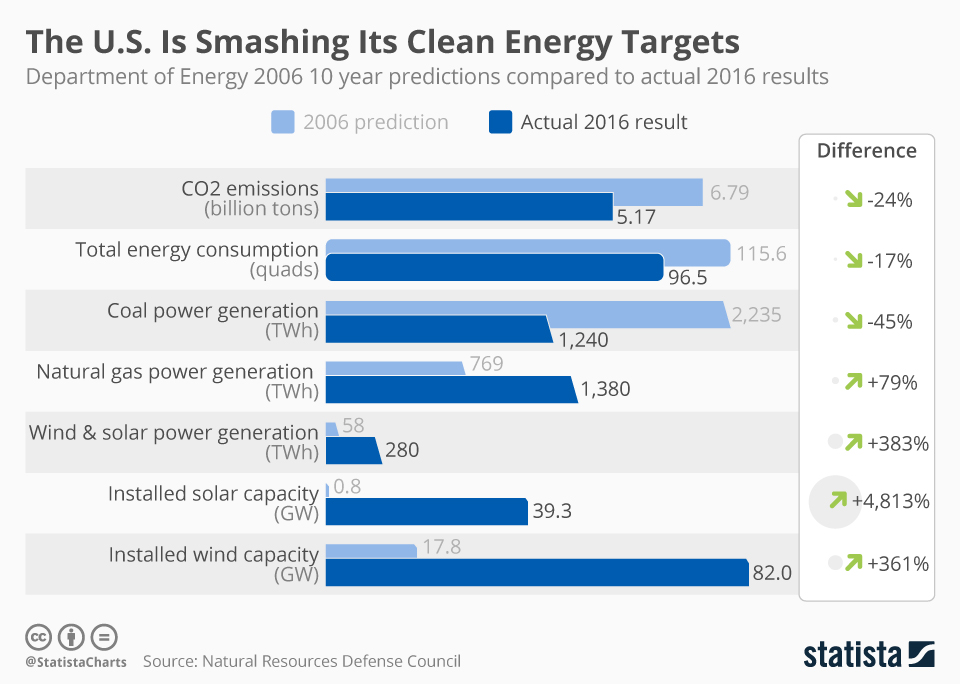 The U.S. Is Smashing Its Clean Energy Targets
Department of Energy 2006 10 year predictions compared to actual 2016 results
2006 prediction
Actual 2016 result
Difference
CO2 emissions
(billion tons)
6.79
5.17
-24%
Total energy consumption
(quads)
115.6
96.5
-17%
Coal power generation
(TWh)
2,235
1,240
-45%
Natural gas power generation
(TWh)
769
1,380
+79%
Wind & solar power generation
(TWh)
58
280
+383%
Installed solar capacity
(GW)
0.8
39.3
+4,813%
Installed wind capacity
(GW)
17.8
82.0
+361%
cc
@StatistaCharts
Source: Natural Resources Defense Council
statista